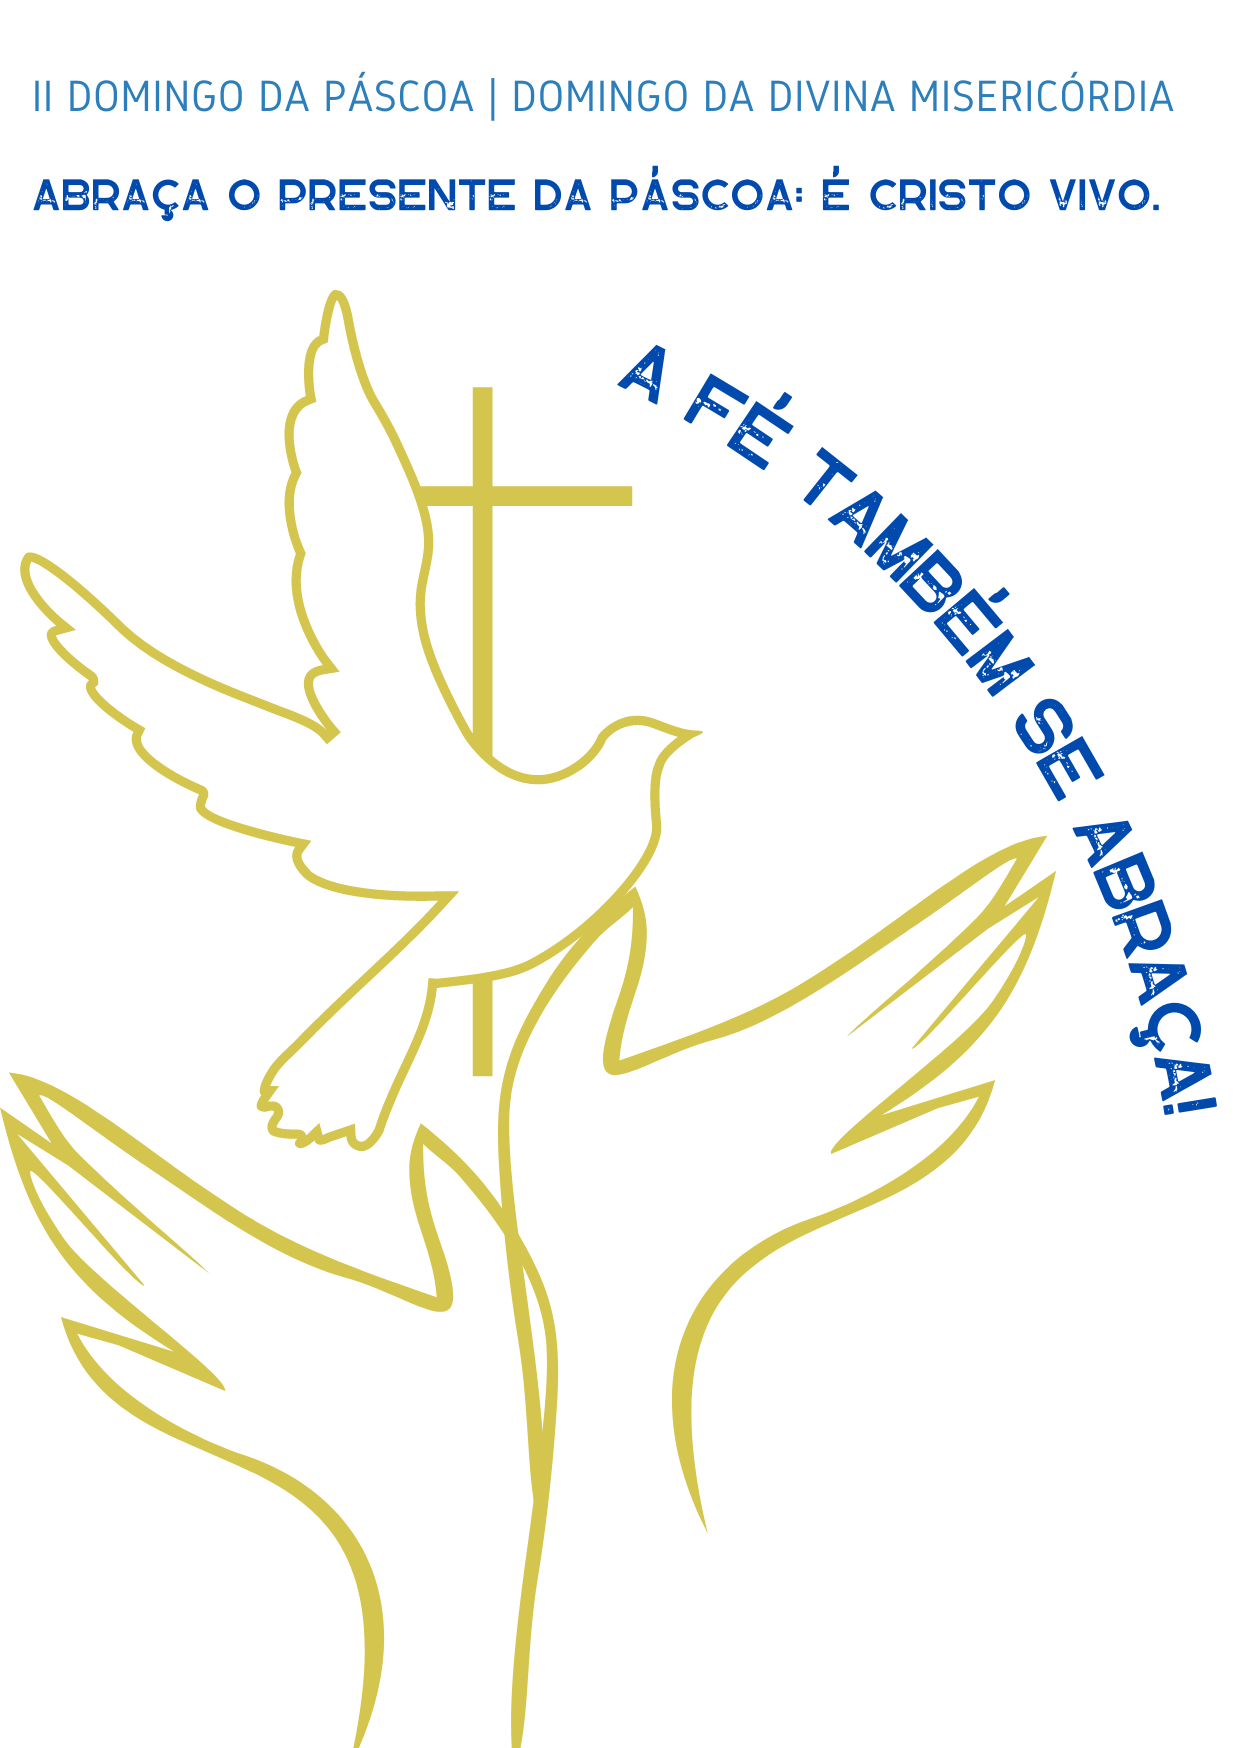 II DOMINGO DA PÁSCOA | DOMINGO DA DIVINA MISERICÓRDIA
ABRAÇA O PRESENTE DA PÁSCOA: É CRISTO VIVO.
A FÉ TAMBÉM SE ABRAÇA!